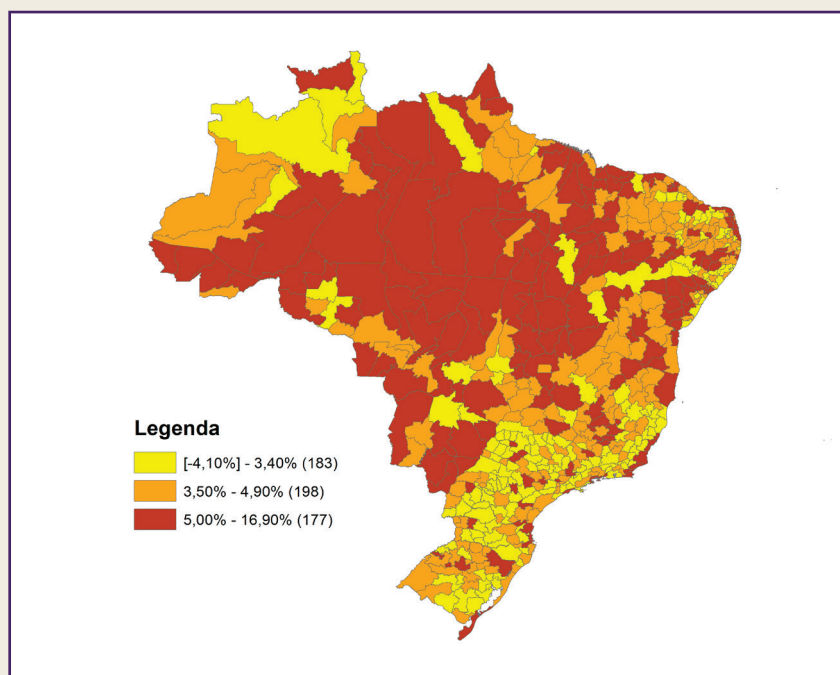 Legenda
[-4,10%] - 3,40% (183)
3,50% - 4,90% (198)
5,00% - 16,90% (177)